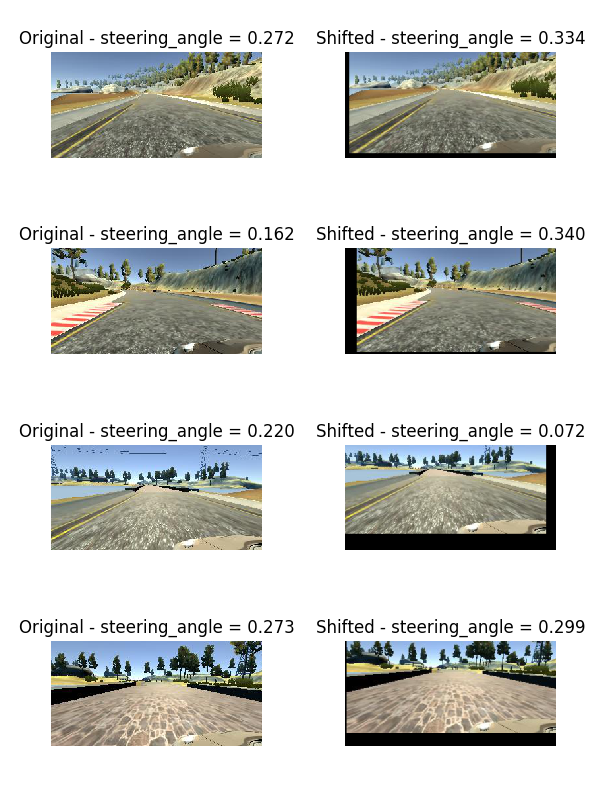 Original - steering_angle = 0.272
Shifted - steering_angle = 0.334
Original - steering_angle = 0.162
Shifted - steering_angle = 0.340
Original - steering_angle = 0.220
Shifted - steering_angle = 0.072
Original - steering_angle = 0.273
Shifted - steering_angle = 0.299